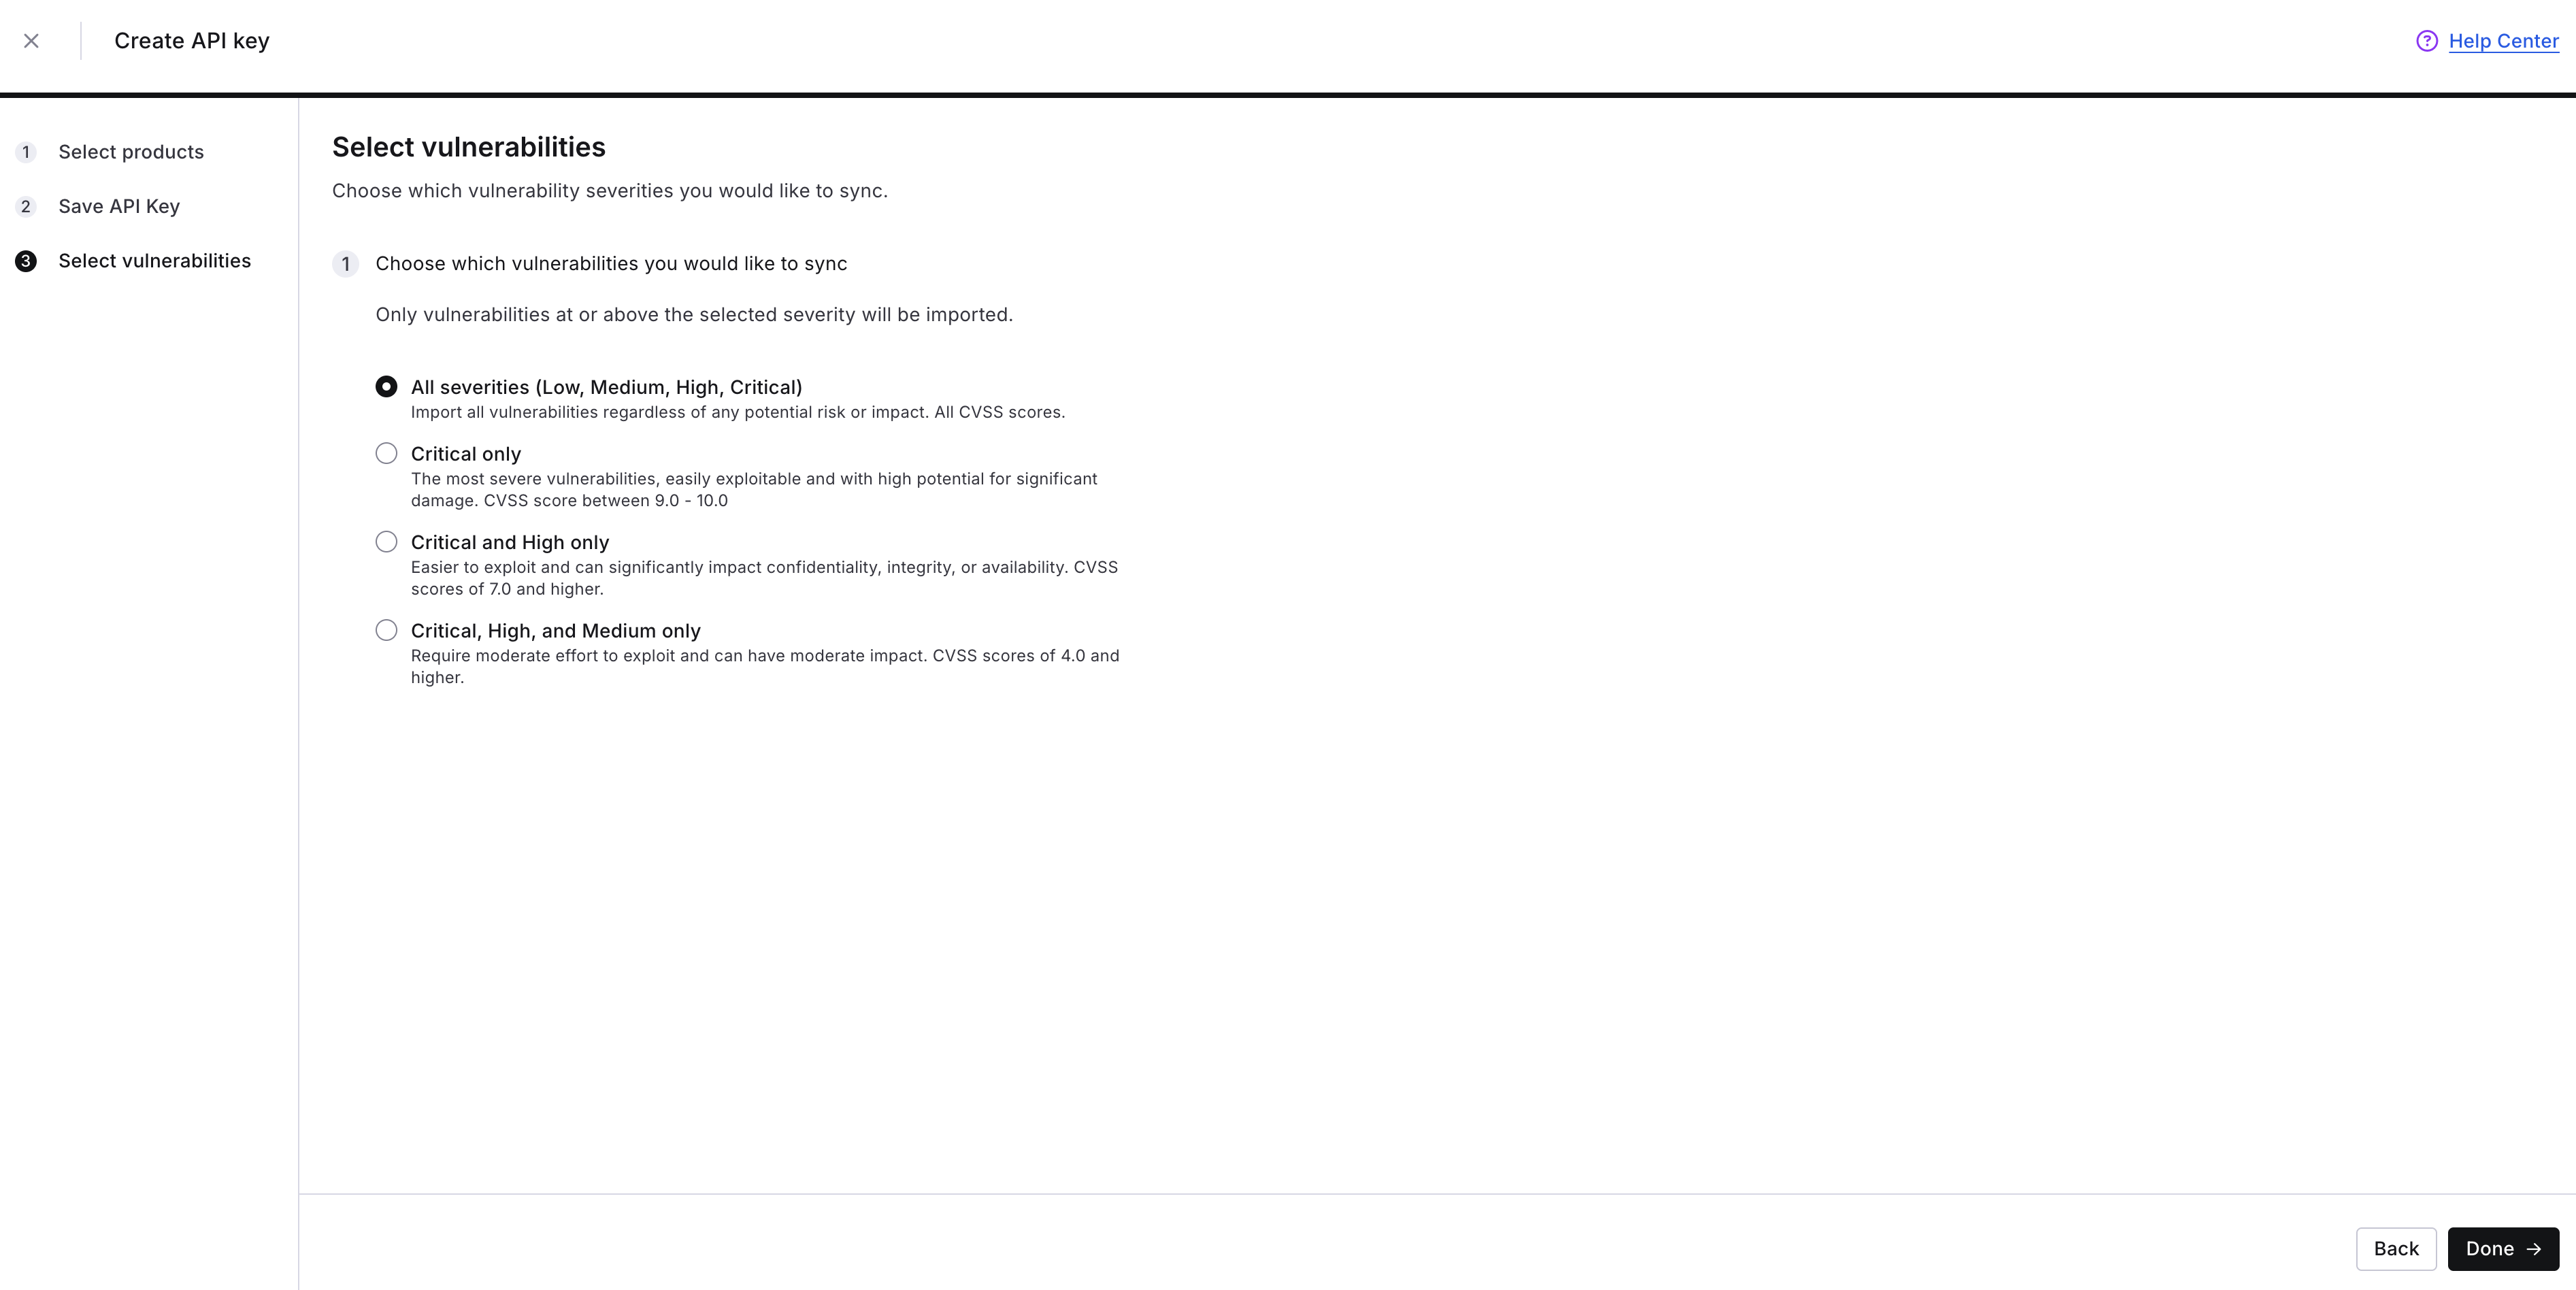 Create API key
Help Center
1 Select products
2 Save API Key
3 Select vulnerabilities
Select vulnerabilities
Choose which vulnerability severities you would like to sync.
1 Choose which vulnerabilities you would like to sync
Only vulnerabilities at or above the selected severity will be imported.
All severities (Low, Medium, High, Critical)
Import all vulnerabilities regardless of any potential risk or impact. All CVSS scores.
Critical only
The most severe vulnerabilities, easily exploitable and with high potential for significant
damage. CVSS score between 9.0 - 10.0
Critical and High only
Easier to exploit and can significantly impact confidentiality, integrity, or availability. CVSS
scores of 7.0 and higher.
Critical, High, and Medium only
Require moderate effort to exploit and can have moderate impact. CVSS scores of 4.0 and
higher.
Back
Done →